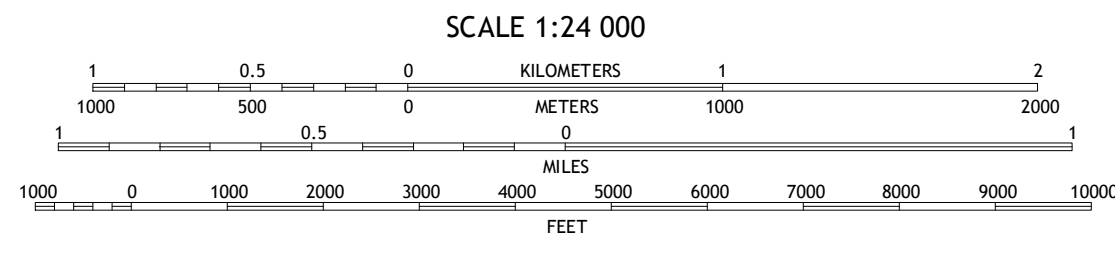 SCALE 1:24 000
1 0.5 0 KILOMETERS 1 2
1000 500 0 METERS 1000 2000
1 0.5 0 1
MILES
1000 0 1000 2000 3000 4000 5000 6000 7000 8000 9000 10000
FEET